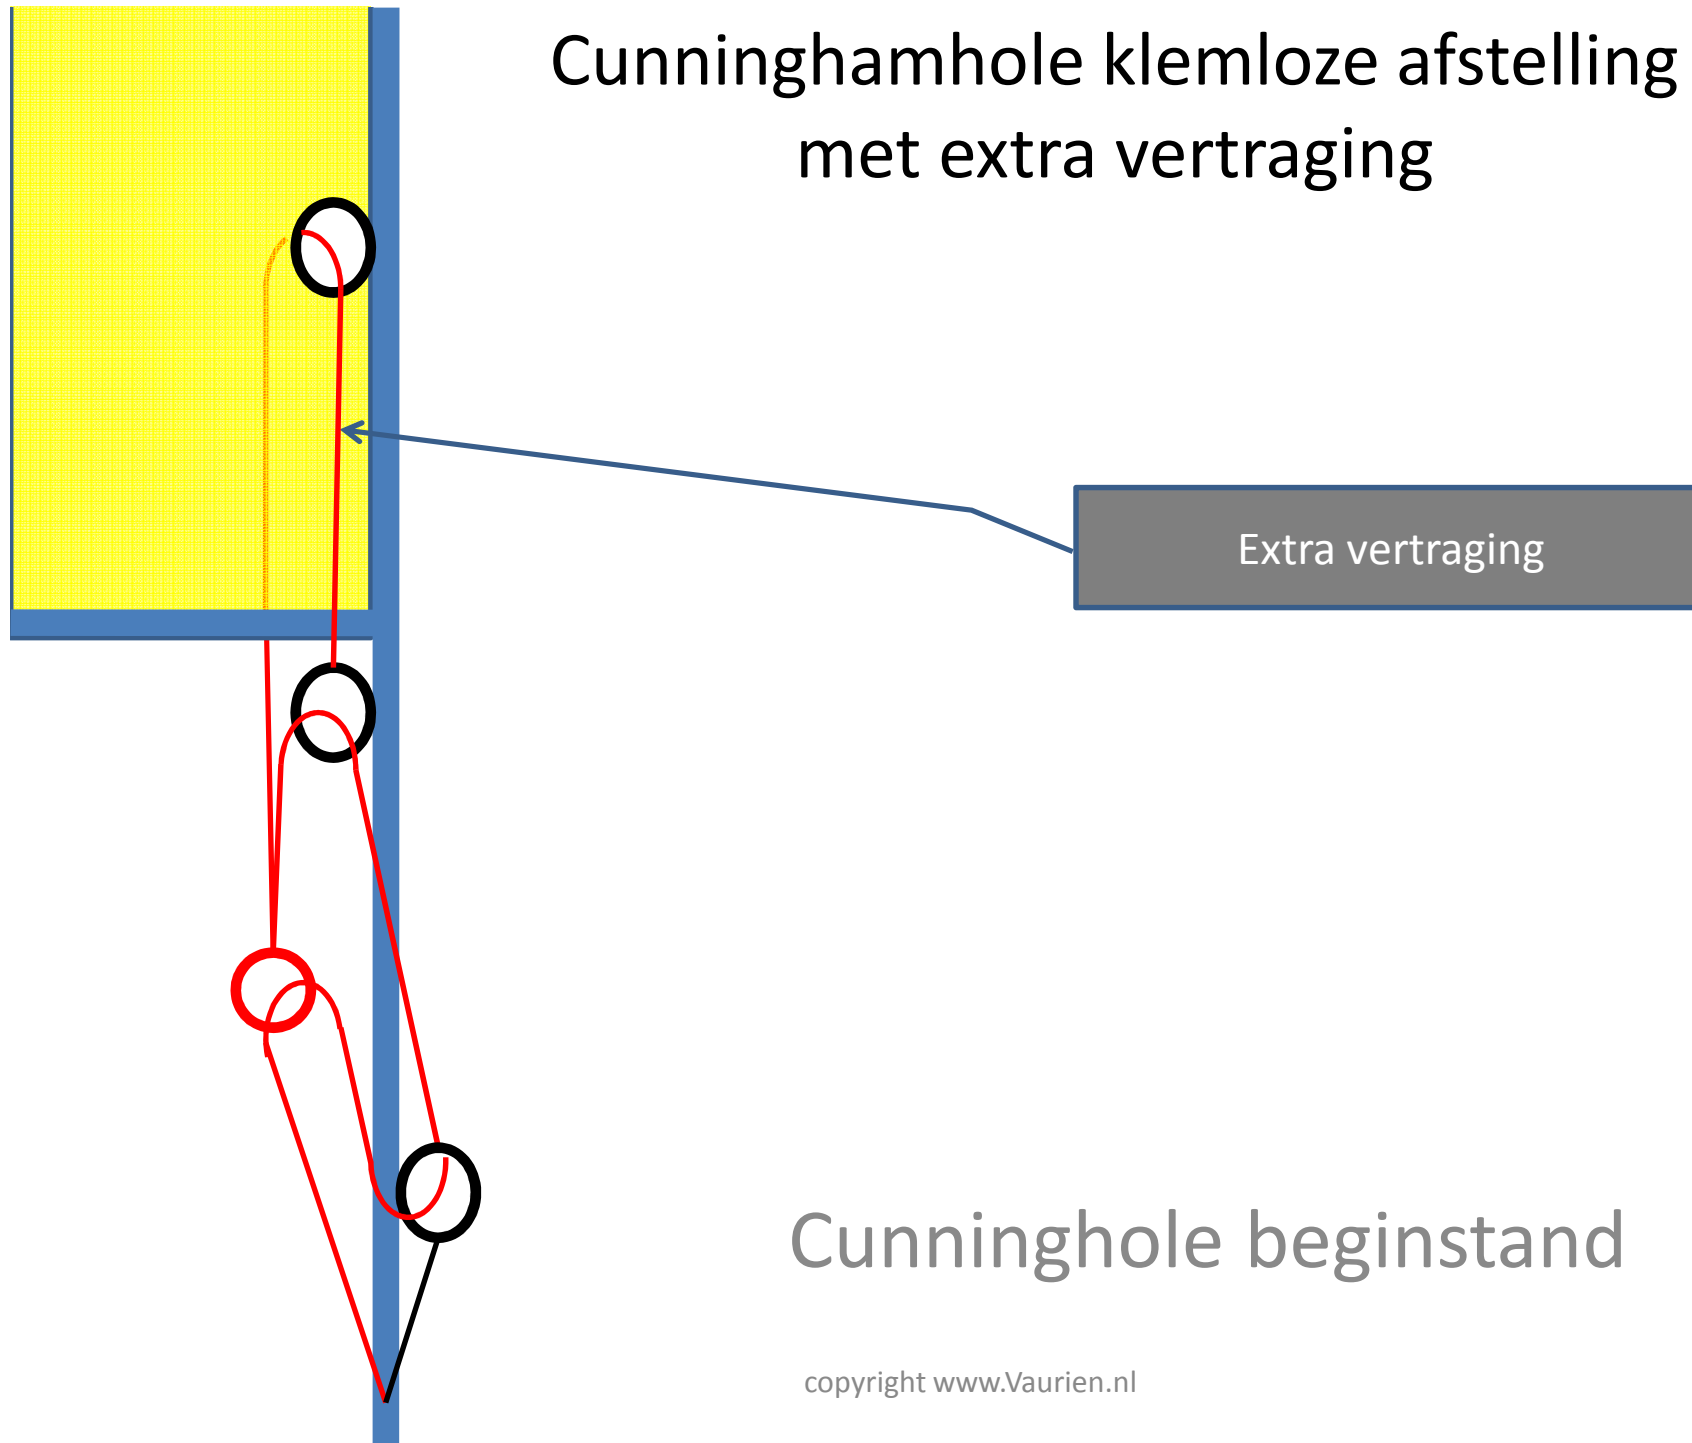 Cunninghamhole klemloze afstelling
met extra vertraging
Extra vertraging
Cunninghole beginstand
copyright www.Vaurien.nl